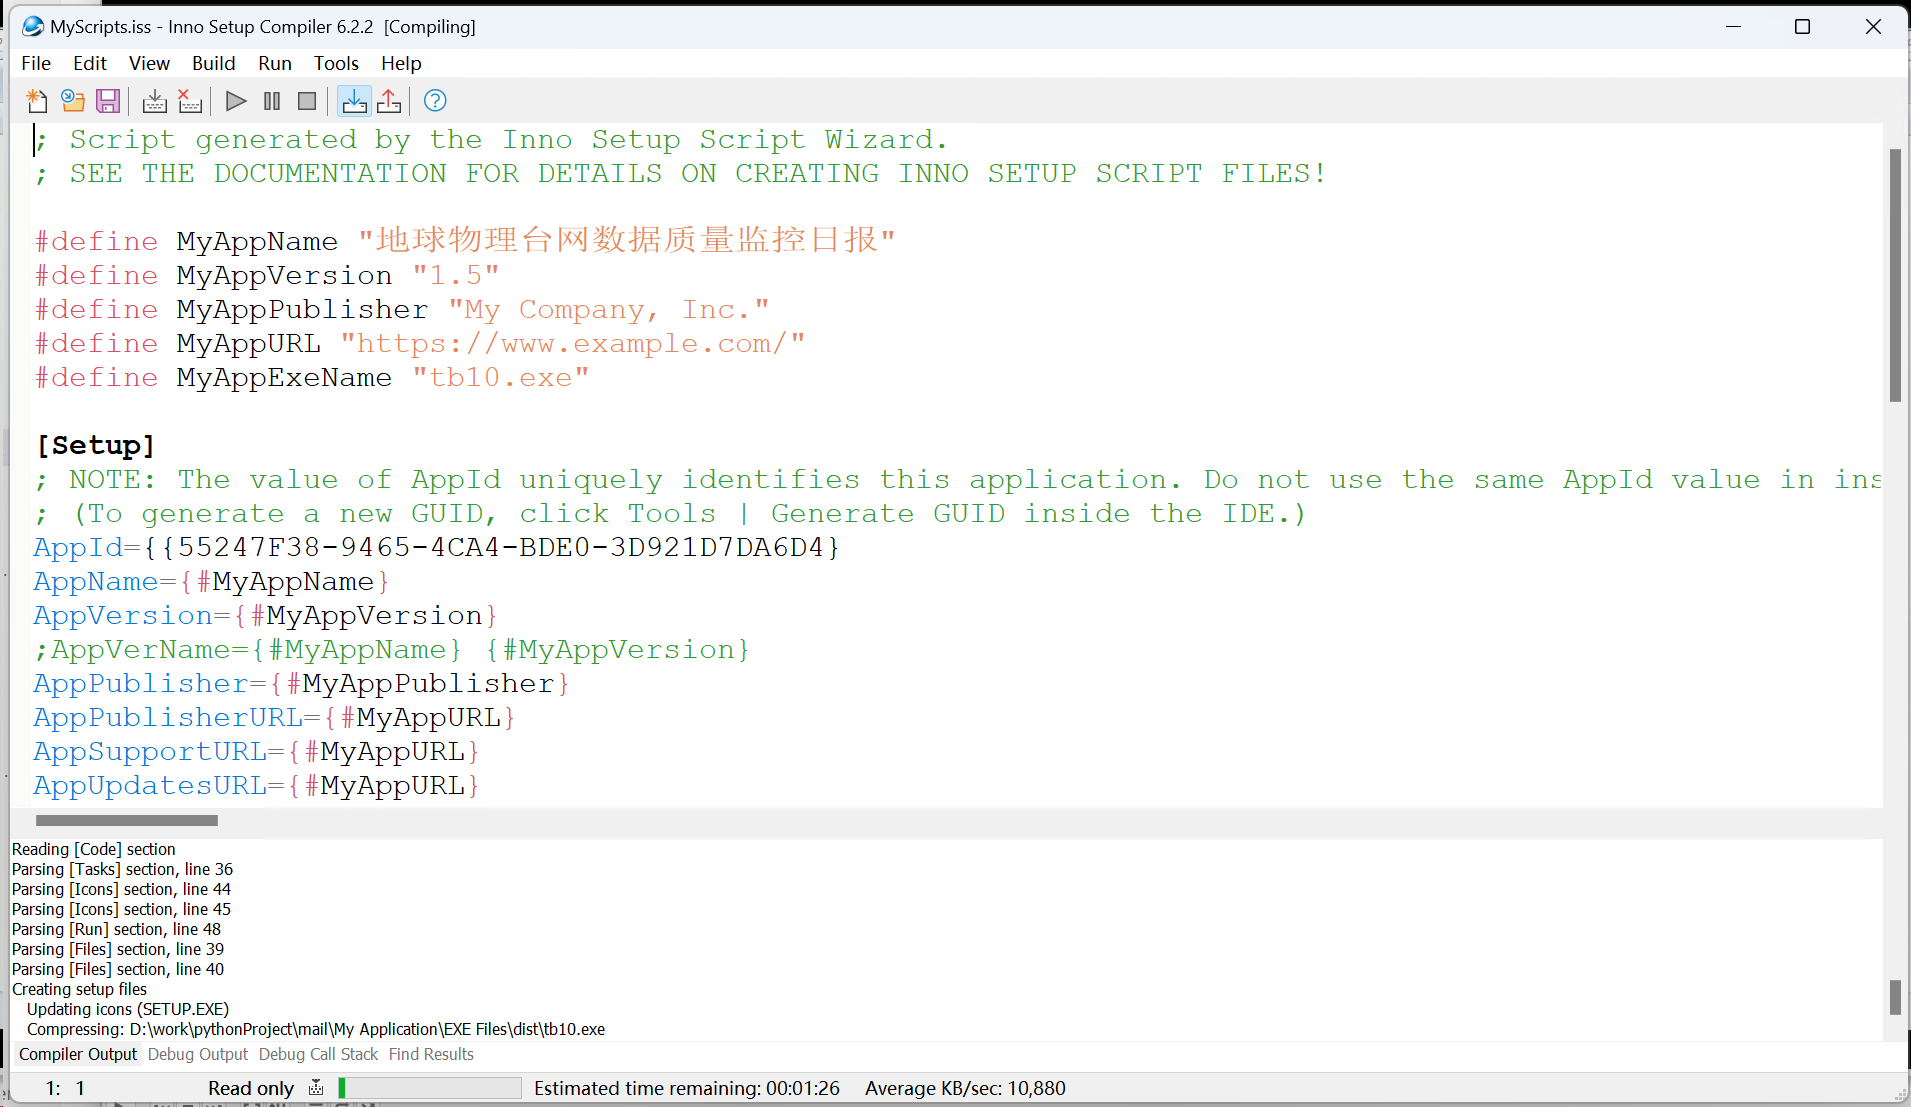 MyScripts.iss - Inno Setup Compiler 6.2.2 [Compiling]
File Edit View Build Run Tools Help
; Script generated by the Inno Setup Script Wizard.
; SEE THE DOCUMENTATION FOR DETAILS ON CREATING INNO SETUP SCRIPT FILES!
#define MyAppName "地球物理台网数据质量监控日报"
#define MyAppVersion "1.5"
#define MyAppPublisher "My Company, Inc."
#define MyAppURL "https://www.example.com/"
#define MyAppExeName "tb10.exe"
[Setup]
; NOTE: The value of AppId uniquely identifies this application. Do not use the same AppId value in ins
; (To generate a new GUID, click Tools | Generate GUID inside the IDE.)
AppId={{55247F38-9465-4CA4-BDE0-3D921D7DA6D4}
AppName={#MyAppName}
AppVersion={#MyAppVersion}
;AppVerName={#MyAppName} {#MyAppVersion}
AppPublisher={#MyAppPublisher}
AppPublisherURL={#MyAppURL}
AppSupportURL={#MyAppURL}
AppUpdatesURL={#MyAppURL}
Reading [Code] section
Parsing [Tasks] section, line 36
Parsing [Icons] section, line 44
Parsing [Icons] section, line 45
Parsing [Run] section, line 48
Parsing [Files] section, line 39
Parsing [Files] section, line 40
Creating setup files
Updating icons (SETUP.EXE)
Compressing: D:\work\pythonProject\mail\My Application\EXE Files\dist\tb10.exe
Compiler Output Debug Output Debug Call Stack Find Results
1: 1 Read only Estimated time remaining: 00:01:26 Average KB/sec: 10,880